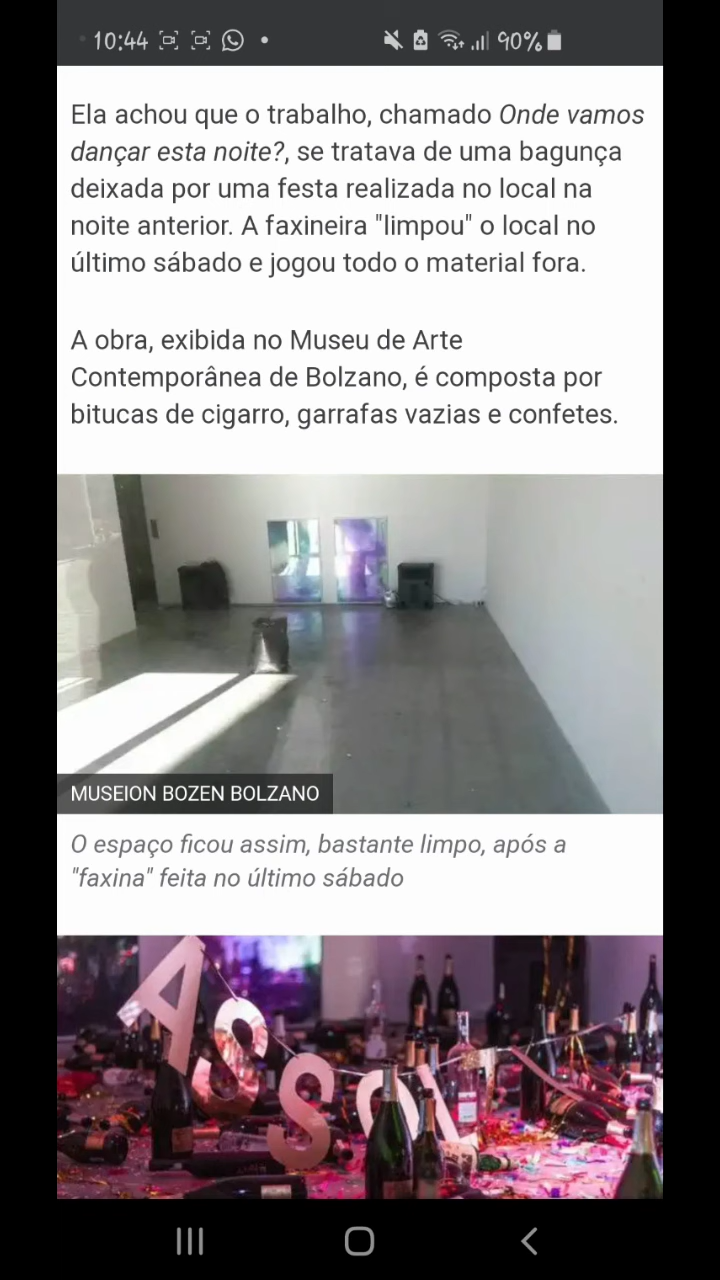 10:44
90%
Ela achou que o trabalho, chamado Onde vamos
dançar esta noite?, se tratava de uma bagunça
deixada por uma festa realizada no local na
noite anterior. A faxineira "limpou" o local no
último sábado e jogou todo o material fora.
A obra, exibida no Museu de Arte
Contemporânea de Bolzano, é composta por
bitucas de cigarro, garrafas vazias e confetes.
MUSEION BOZEN BOLZANO
O espaço ficou assim, bastante limpo, após a
"faxina" feita no último sábado
ASSOL